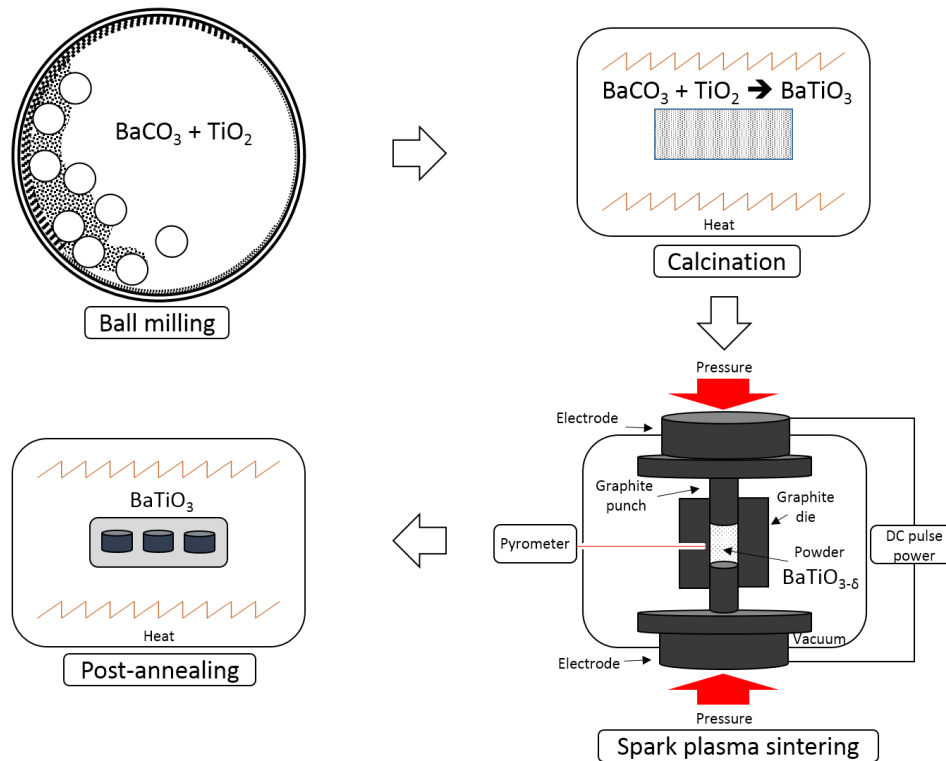 BaCO₃ + TiO₂
Ball milling
BaCO₃ + TiO₂ ➔ BaTiO₃
Heat
Calcination
Pressure
Electrode
Graphite
punch
Graphite
die
Pyrometer
Powder
BaTiO₃₋δ
DC pulse
power
Vacuum
Electrode
Pressure
Spark plasma sintering
BaTiO₃
Heat
Post-annealing